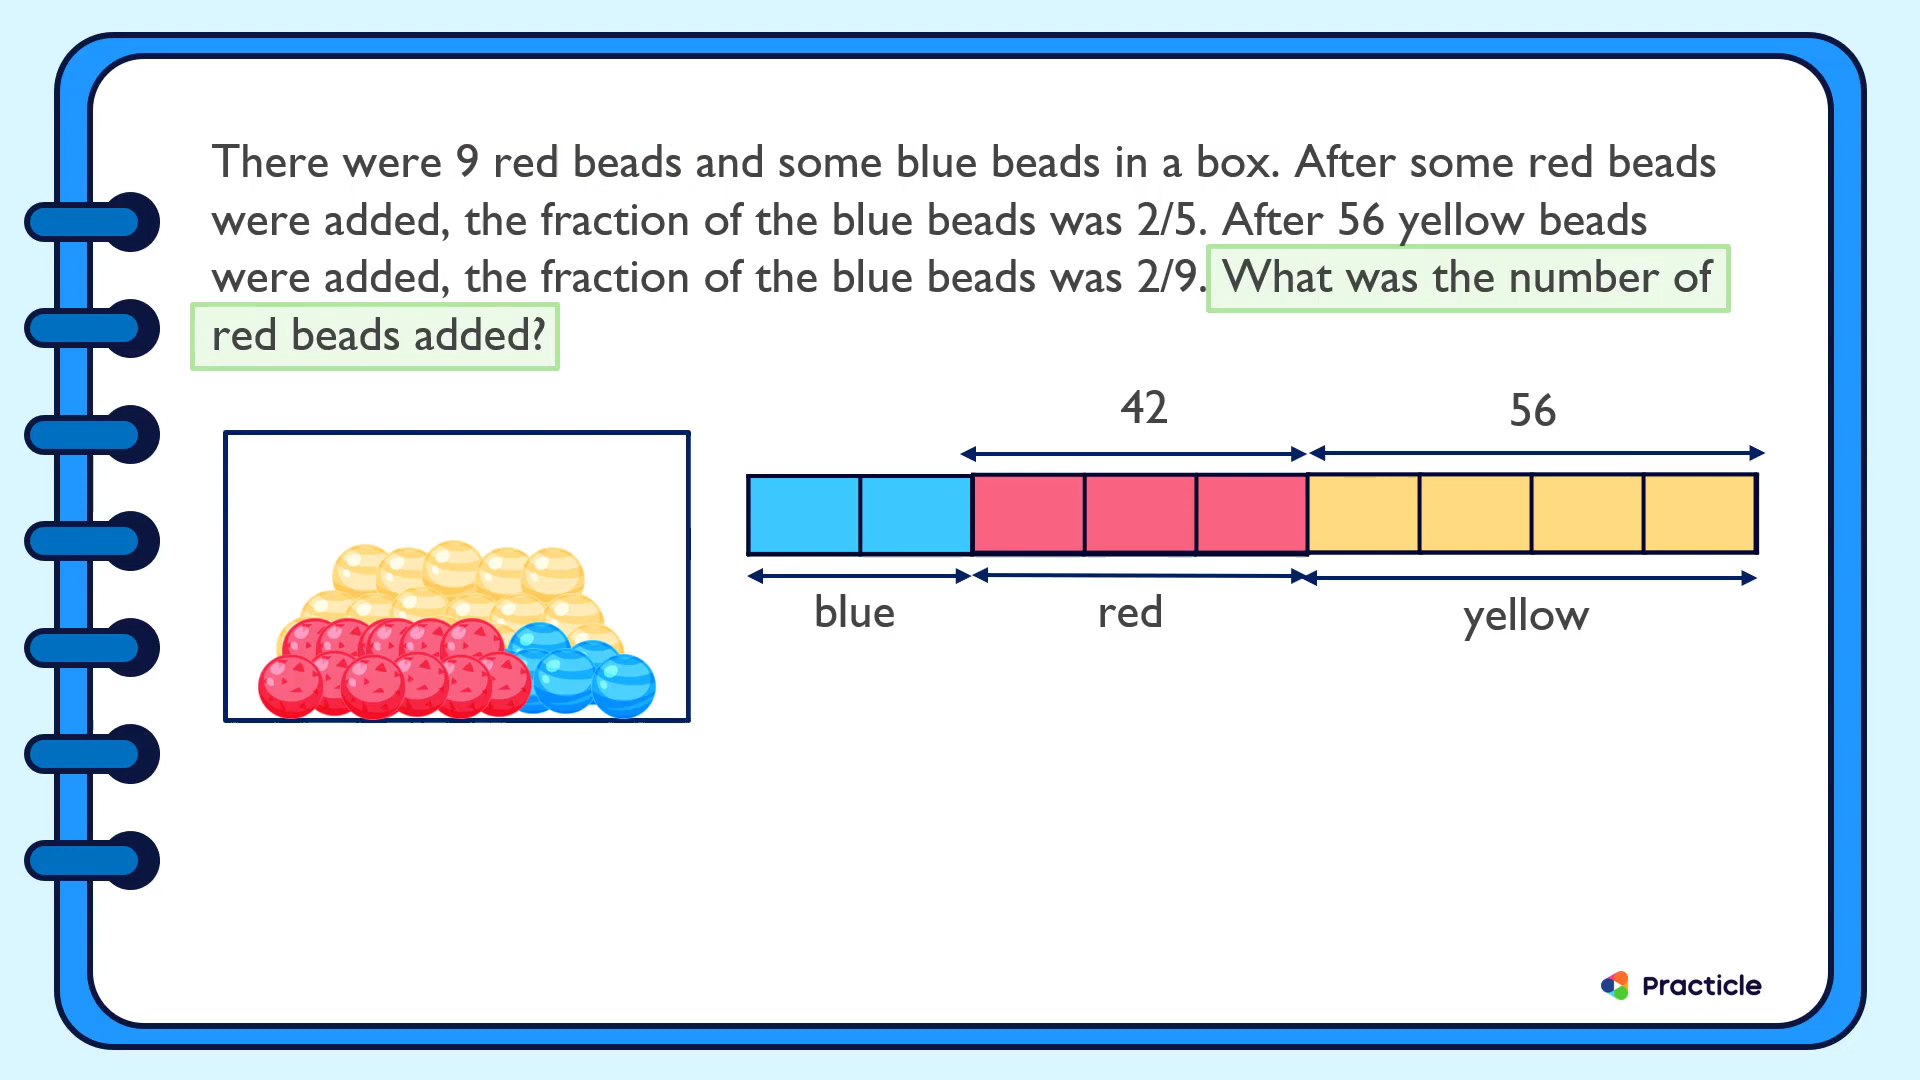 There were 9 red beads and some blue beads in a box. After some red beads
were added, the fraction of the blue beads was 2/5. After 56 yellow beads
were added, the fraction of the blue beads was 2/9. What was the number of
red beads added?
42
56
blue
red
yellow
Practicle